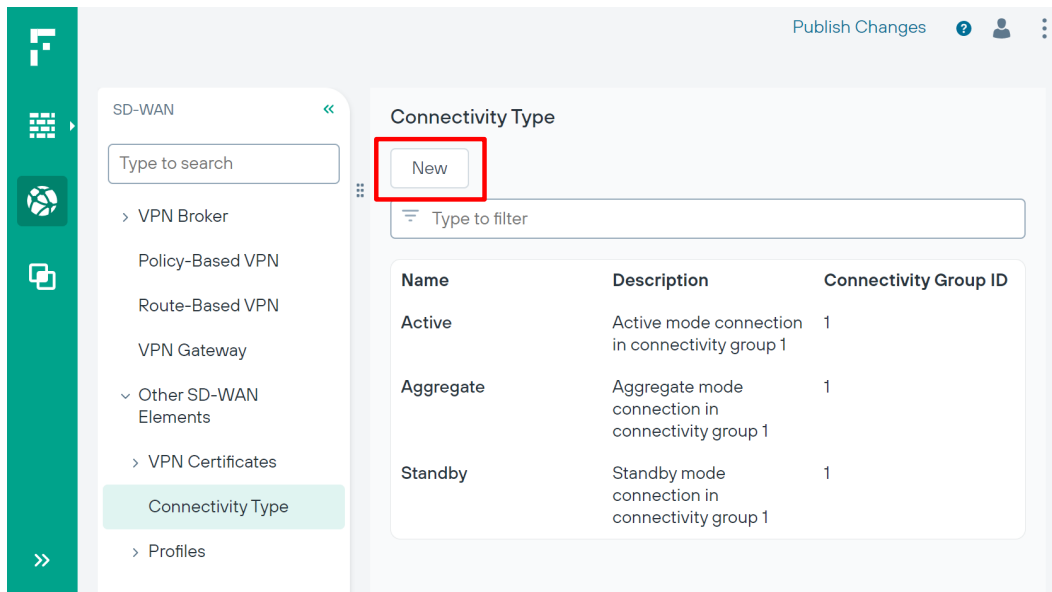 Publish Changes
SD-WAN
Type to search
VPN Broker
Policy-Based VPN
Route-Based VPN
VPN Gateway
Other SD-WAN
Elements
VPN Certificates
Connectivity Type
Profiles
Connectivity Type
New
Type to filter
Name Description Connectivity Group ID
Active Active mode connection 1
in connectivity group 1
Aggregate Aggregate mode 1
connection in
connectivity group 1
Standby Standby mode 1
connection in
connectivity group 1